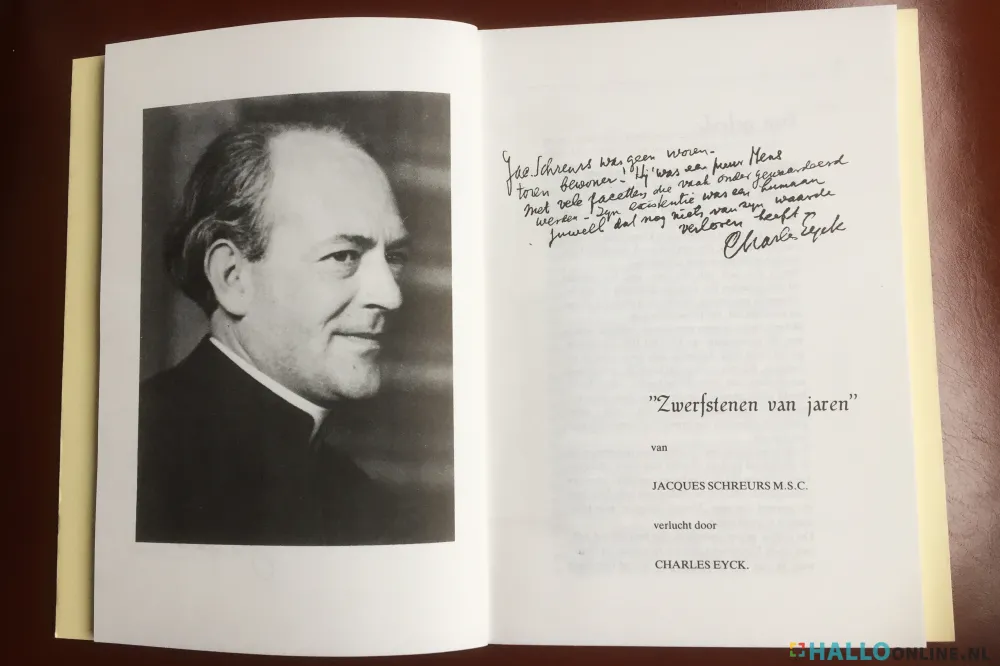 Jac. Schreurs was geen woren-
toren bewoner! Hij was een puur Mens
met vele facetten die vaak onder gewaardeerd
werden - Zijn existentie was een humaan
juweel dat nog niets van zijn waarde
verloren heeft
Charles Eyck
"Zwerfstenen van jaren"
van
JACQUES SCHREURS M.S.C.
verlucht door
CHARLES EYCK.
HALLOONLINE.NL